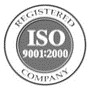 REGISTERED
ISO
9001:2000
COMPANY